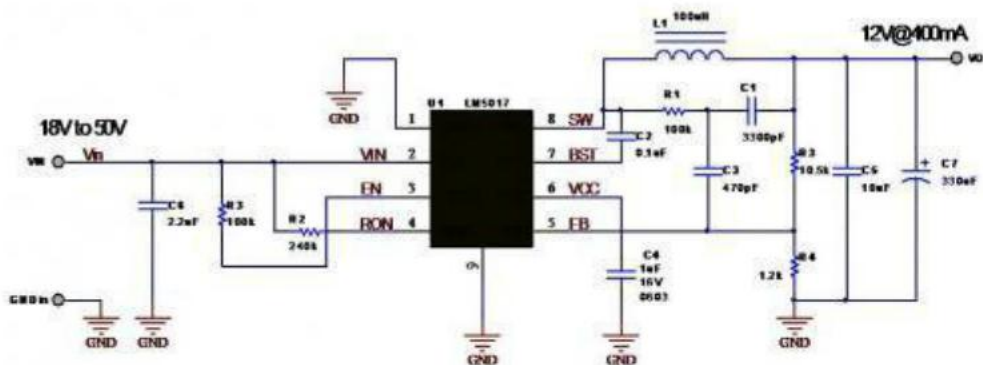 L1 100uH
12V@400mA
VO
GND
U1 LM5017
R1
100k
C1
3300pF
18V to 50V
VIN
Vin
VIN
EN
RON
1
2
3
4
8
7
6
5
9
SW
BST
VCC
FB
C2
0.1uF
C3
470pF
R3
10.5k
C5
10uF
C7
330uF
+
C6
2.2uF
R3
100k
R2
240k
C4
1uF
16V
0603
R4
1.2k
GND in
GND
GND
GND
GND
GND